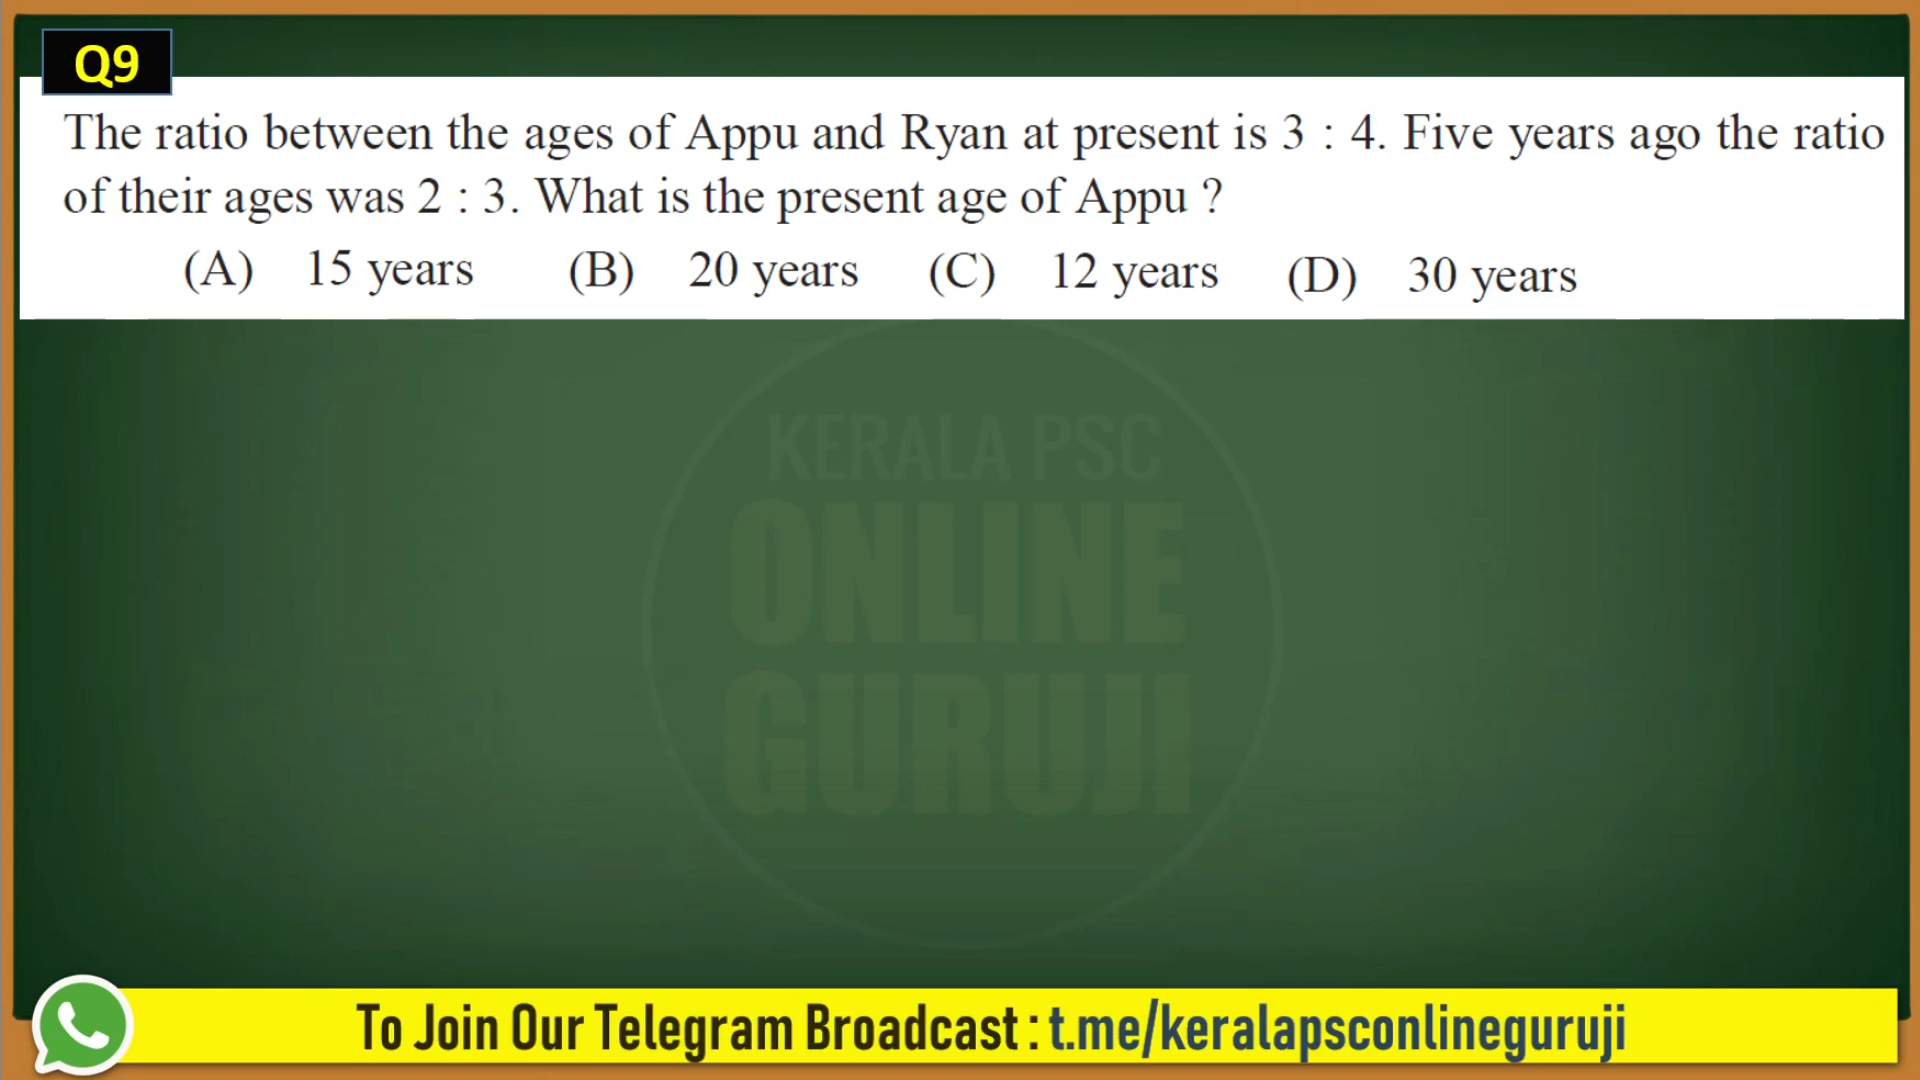 Q9
The ratio between the ages of Appu and Ryan at present is 3 : 4. Five years ago the ratio
of their ages was 2 : 3. What is the present age of Appu ?
(A) 15 years (B) 20 years (C) 12 years (D) 30 years
KERALA PSC
ONLINE
GURUJI
To Join Our Telegram Broadcast : t.me/keralapsconlineguruji